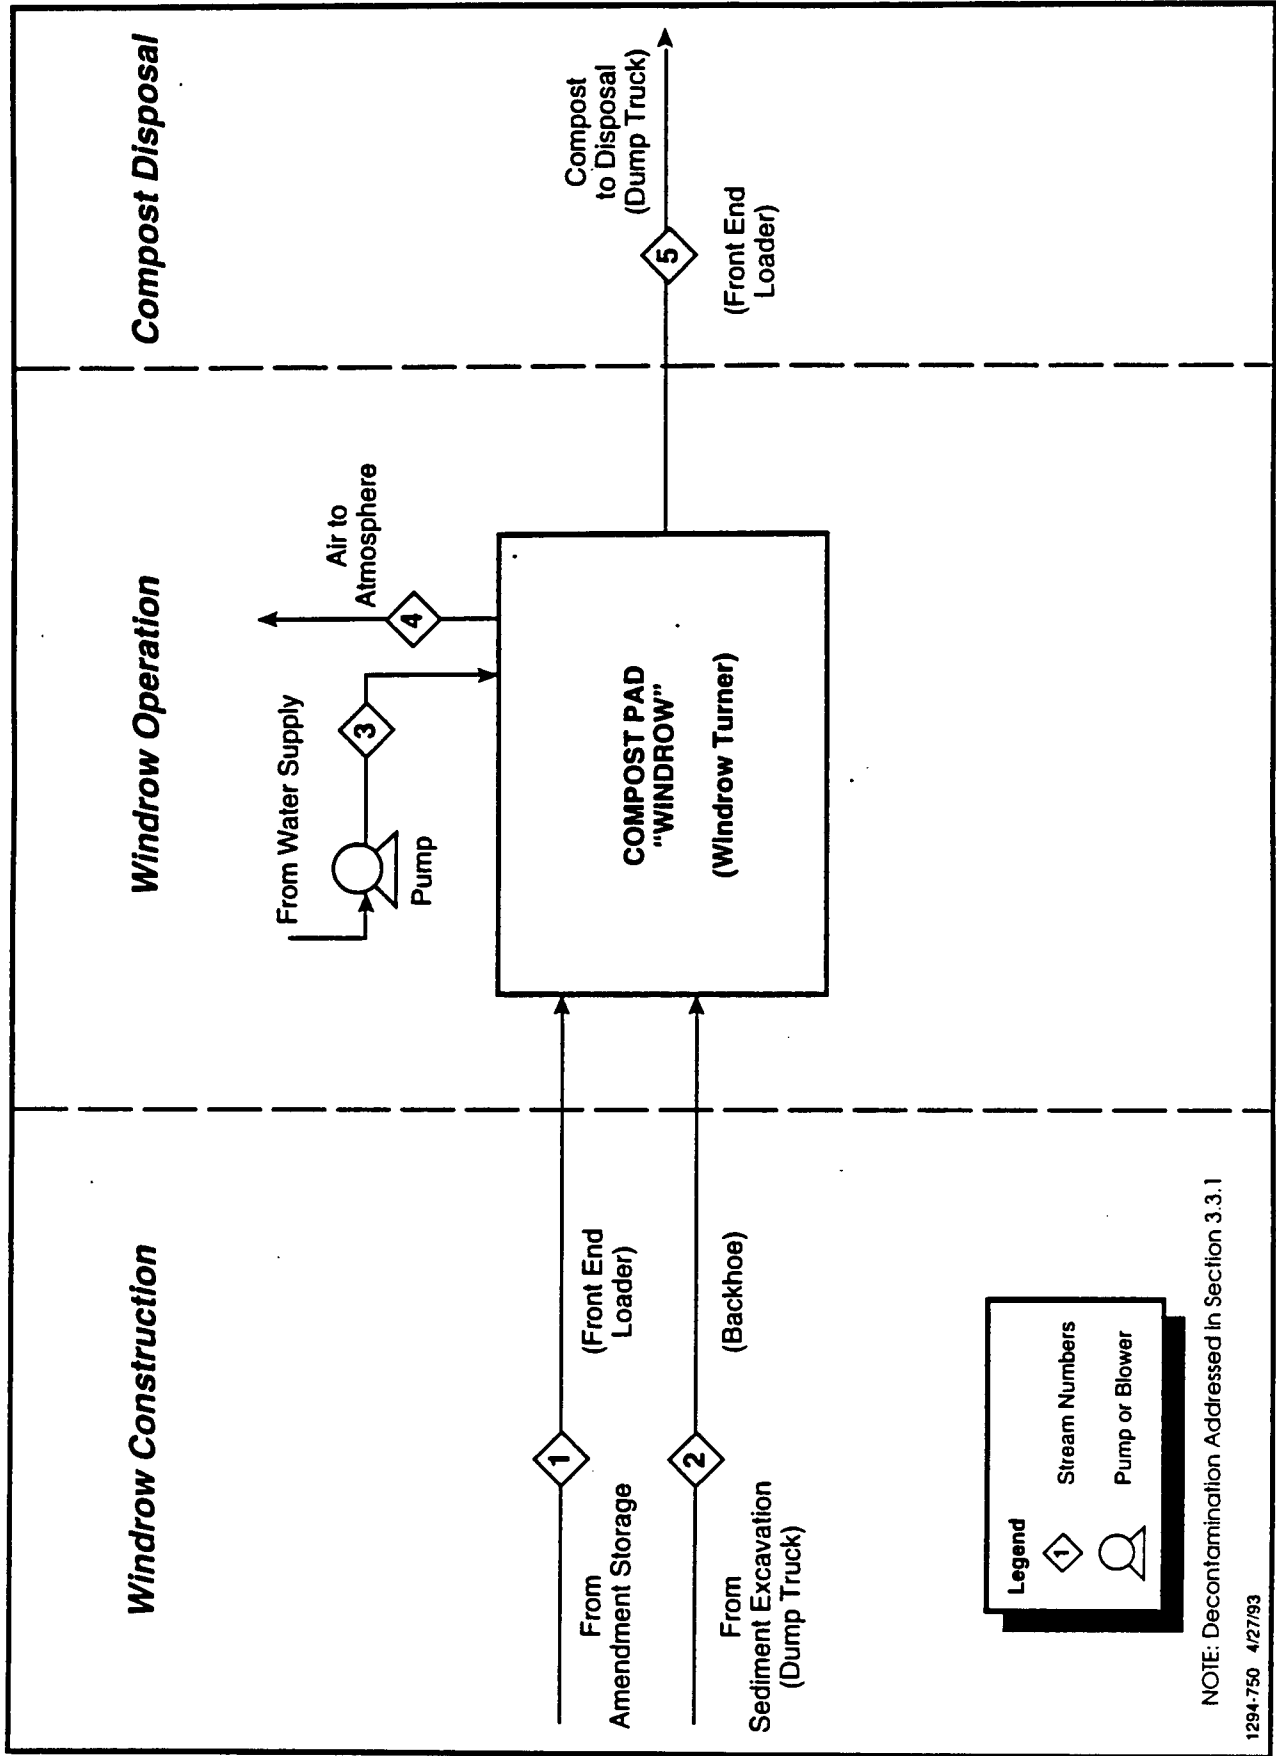 Windrow Construction
Windrow Operation
Compost Disposal
From Water Supply
Pump
3
Air to
Atmosphere
4
From
Amendment Storage
1
(Front End
Loader)
From
Sediment Excavation
(Dump Truck)
2
(Backhoe)
COMPOST PAD
"WINDROW"
(Windrow Turner)
Compost
to Disposal
(Dump Truck)
5
(Front End
Loader)
Legend
1
Stream Numbers
Pump or Blower
NOTE: Decontamination Addressed In Section 3.3.1
1294-750 4/27/93